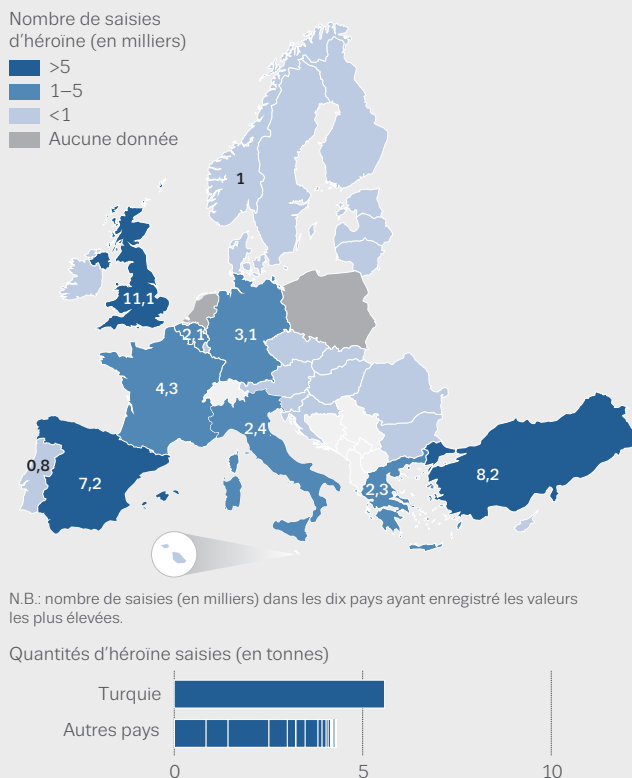 Nombre de saisies
d’héroïne (en milliers)
>5
1–5
<1
Aucune donnée
1
11,1
2,1
3,1
4,3
2,4
0,8
7,2
2,3
8,2
N.B.: nombre de saisies (en milliers) dans les dix pays ayant enregistré les valeurs
les plus élevées.
Quantités d’héroïne saisies (en tonnes)
Turquie
Autres pays
0
5
10